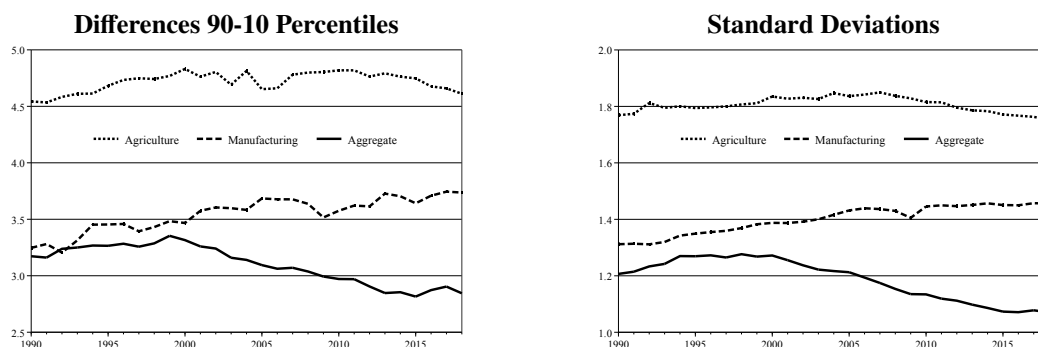 Differences 90-10 Percentiles
5.0
4.5
Agriculture Manufacturing Aggregate
4.0
3.5
3.0
2.5
1990 1995 2000 2005 2010 2015
Standard Deviations
2.0
1.8
Agriculture Manufacturing Aggregate
1.6
1.4
1.2
1.0
1990 1995 2000 2005 2010 2015